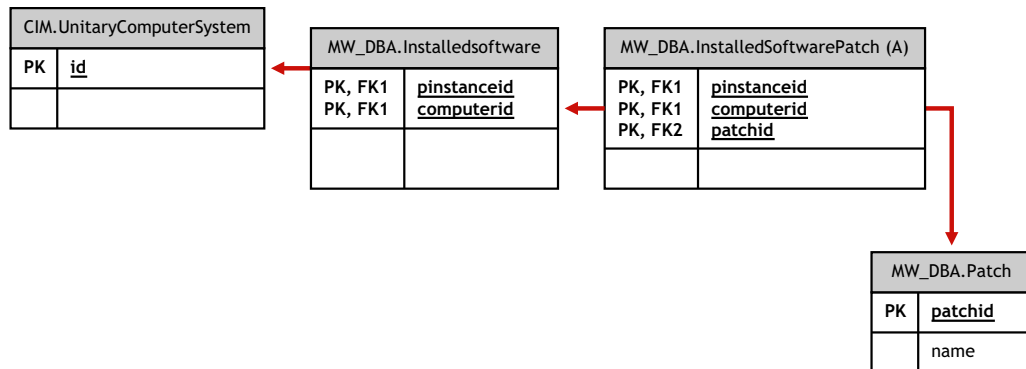 CIM.UnitaryComputerSystem
PK id
MW_DBA.Installedsoftware
PK, FK1 pinstanceid
PK, FK1 computerid
MW_DBA.InstalledSoftwarePatch (A)
PK, FK1 pinstanceid
PK, FK1 computerid
PK, FK2 patchid
MW_DBA.Patch
PK patchid
name